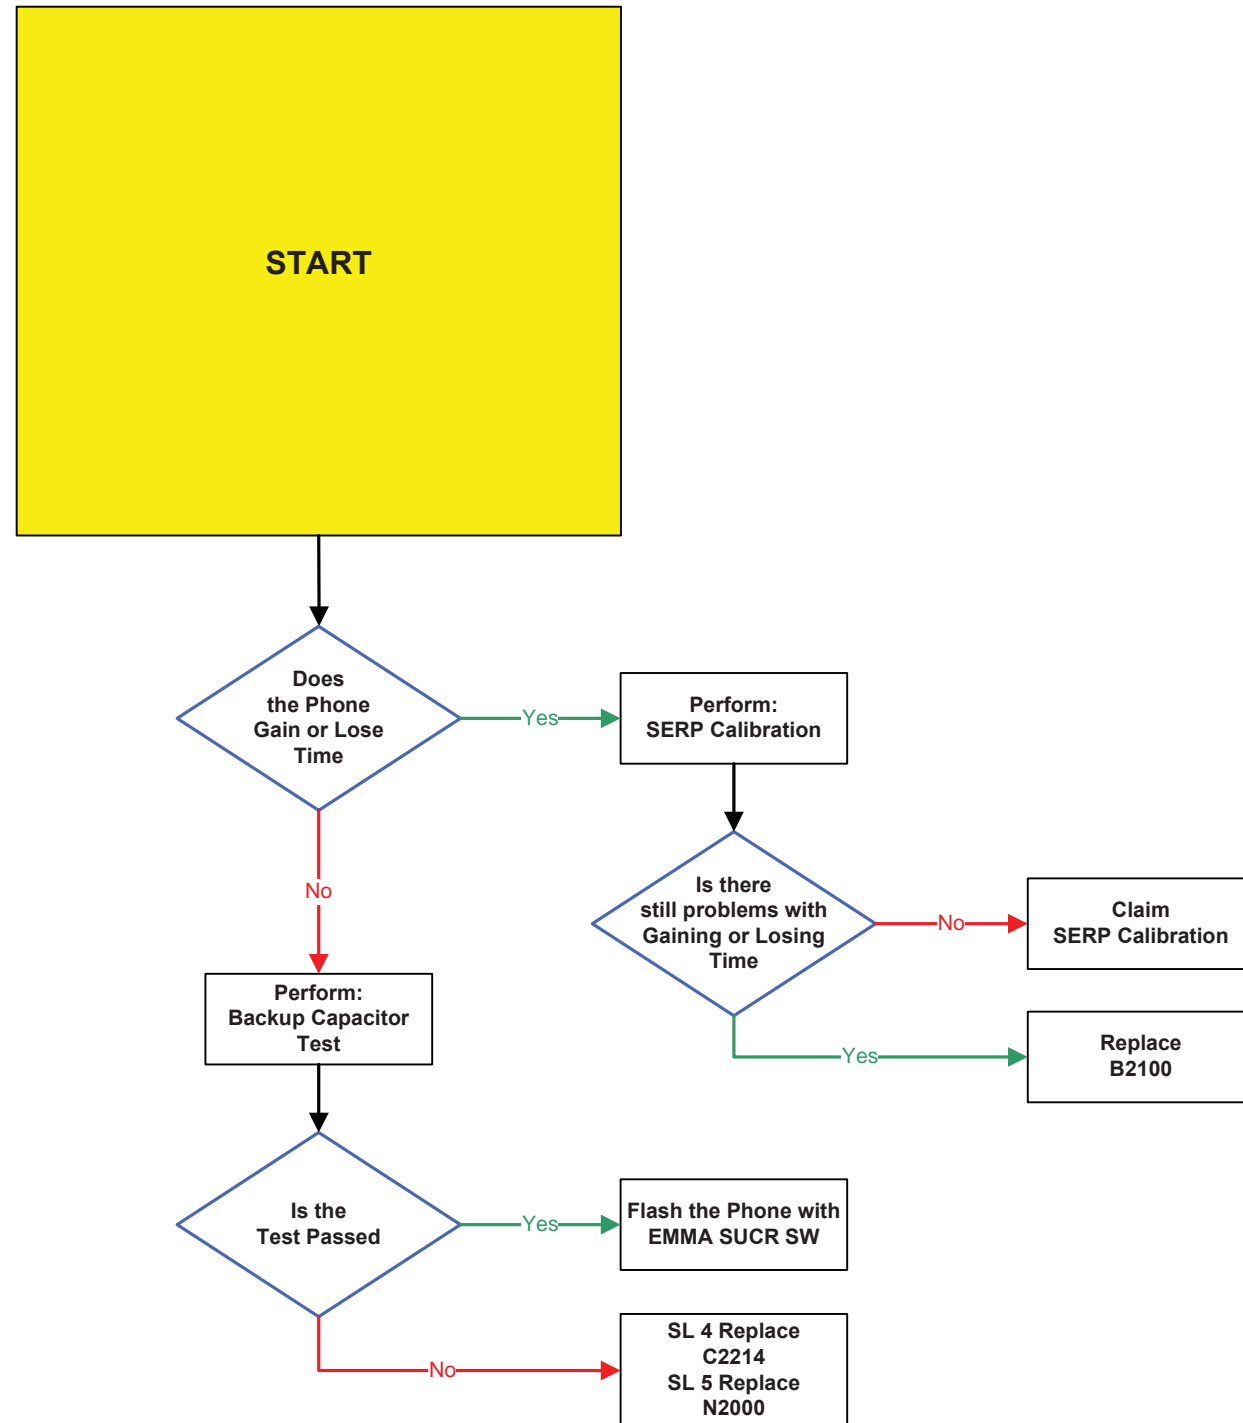 START
Does
the Phone
Gain or Lose
Time
Yes
Perform:
SERP Calibration
No
Is there
still problems with
Gaining or Losing
Time
No
Claim
SERP Calibration
Yes
Replace
B2100
Perform:
Backup Capacitor
Test
Is the
Test Passed
Yes
Flash the Phone with
EMMA SUCR SW
No
SL 4 Replace
C2214
SL 5 Replace
N2000